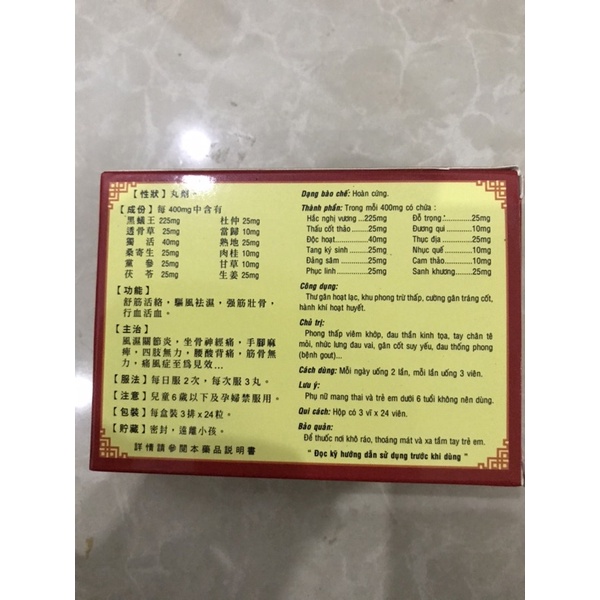 【性狀】丸劑
【成份】每400mg中含有
黑蟻王 225mg 杜仲 25mg
透骨草 25mg 當歸 10mg
獨活 40mg 熟地 25mg
桑寄生 25mg 肉桂 10mg
黨參 25mg 甘草 10mg
茯苓 25mg 生姜 25mg
【功能】
舒筋活絡，驅風祛濕，强筋壯骨，
行血活血。
【主治】
風濕關節炎，坐骨神經痛，手腳麻
痺，四肢無力，腰酸背痛，筋骨無
力，痛風症至爲見效...
【服法】每日服2次，每次服3丸。
【注意】兒童6歲以下及孕婦禁服用。
【包裝】每盒裝3排x24粒。
【貯藏】密封，遠離小孩。
詳情請參閱本藥品説明書
Dạng bào chế: Hoàn cứng.
Thành phần: Trong mỗi 400mg có chứa :
Hắc nghị vương ...225mg Đỗ trọng ...25mg
Thấu cốt thảo ...25mg Đương qui ...10mg
Độc hoạt ...40mg Thục địa ...25mg
Tang ký sinh ...25mg Nhục quế ...10mg
Đảng sâm ...25mg Cam thảo ...10mg
Phục linh ...25mg Sanh khương ...25mg
Công dụng:
Thư gân hoạt lạc, khu phong trừ thấp, cường gân tráng cốt,
hành khí hoạt huyết.
Chủ trị:
Phong thấp viêm khớp, đau thần kinh tọa, tay chân tê
mỏi, nhức lưng đau vai, gân cốt suy yếu, đau thống phong
(bệnh gout)...
Cách dùng: Mỗi ngày uống 2 lần, mỗi lần uống 3 viên.
Lưu ý:
Phụ nữ mang thai và trẻ em dưới 6 tuổi không nên dùng.
Qui cách: Hộp có 3 vĩ x 24 viên.
Bảo quản:
Để thuốc nơi khô ráo, thoáng mát và xa tầm tay trẻ em.
" Đọc kỹ hướng dẫn sử dụng trước khi dùng "